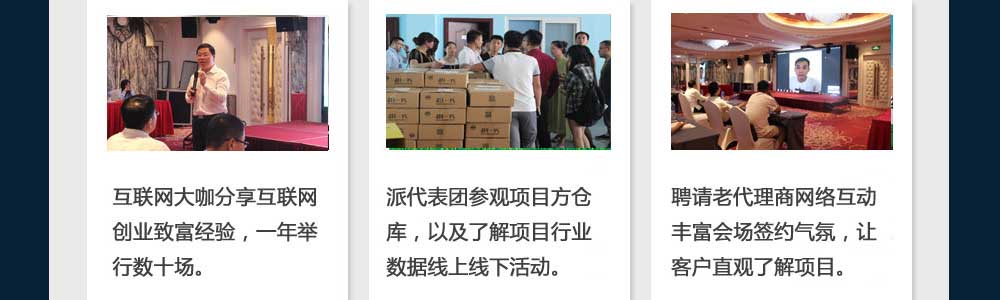 互联网大咖分享互联网
创业致富经验，一年举
行数十场。
派代表团参观项目方仓
库，以及了解项目行业
数据线上线下活动。
聘请老代理商网络互动
丰富会场签约气氛，让
客户直观了解项目。